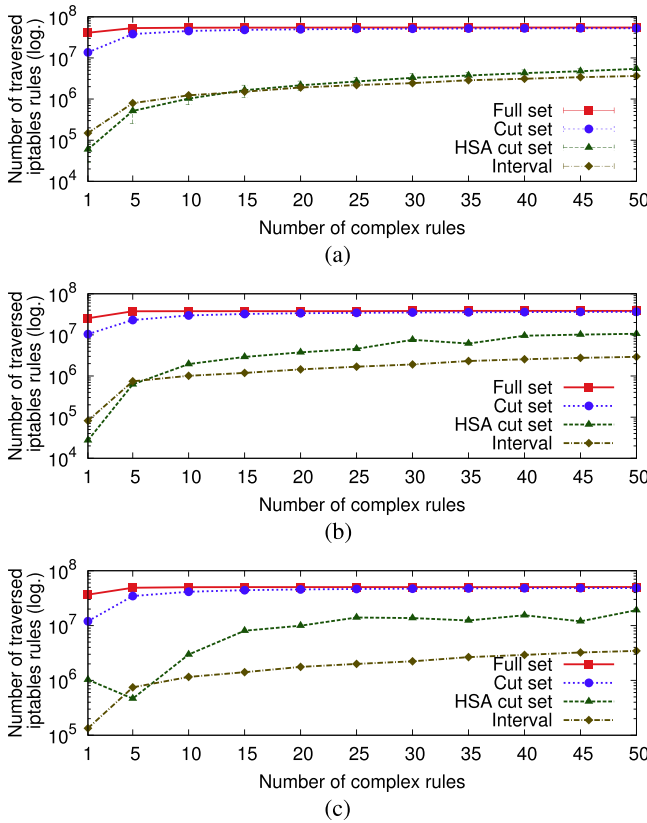 Number of traversed
iptables rules (log.)
10^8
10^7
10^6
10^5
10^4
Full set
Cut set
HSA cut set
Interval
1 5 10 15 20 25 30 35 40 45 50
Number of complex rules
(a)
Number of traversed
iptables rules (log.)
10^8
10^7
10^6
10^5
10^4
Full set
Cut set
HSA cut set
Interval
1 5 10 15 20 25 30 35 40 45 50
Number of complex rules
(b)
Number of traversed
iptables rules (log.)
10^8
10^7
10^6
10^5
Full set
Cut set
HSA cut set
Interval
1 5 10 15 20 25 30 35 40 45 50
Number of complex rules
(c)